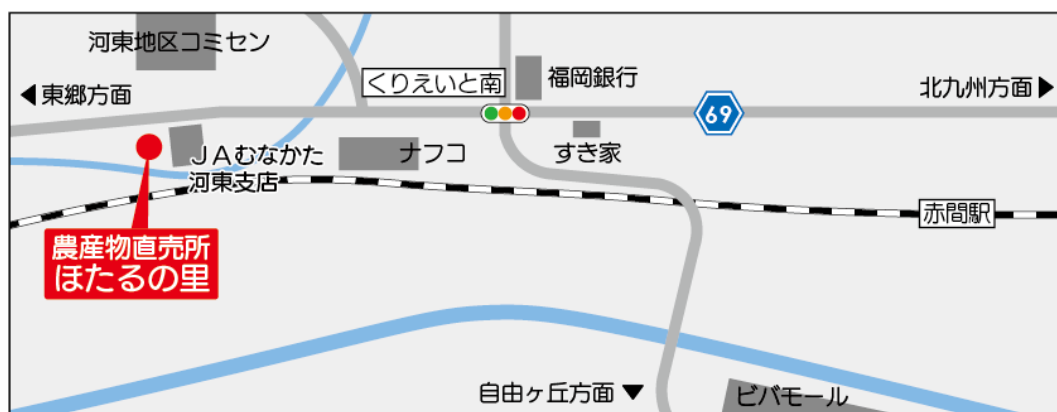 河東地区コミセン
福岡銀行
くりえいと南
東郷方面
北九州方面
69
JAむなかた
河東支店
ナフコ
すき家
赤間駅
農産物直売所
ほたるの里
自由ヶ丘方面
ビバモール